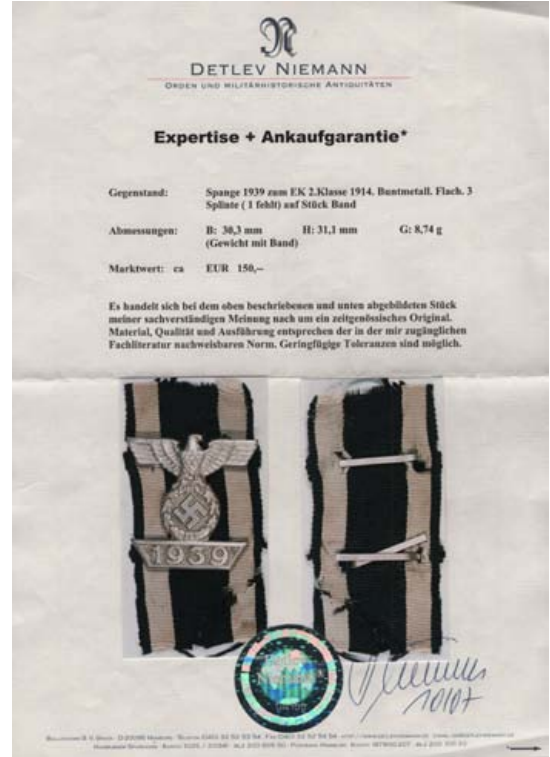 DETLEV NIEMANN
ORDEN UND MILITÄRHISTORISCHE ANTIQUITÄTEN
Expertise + Ankaufgarantie*
Gegenstand: Spange 1939 zum EK 2.Klasse 1914. Buntmetall. Flach. 3
Splinte ( 1 fehlt) auf Stück Band
Abmessungen: B: 30,3 mm H: 31,1 mm G: 8,74 g
(Gewicht mit Band)
Marktwert: ca EUR 150,--
Es handelt sich bei dem oben beschriebenen und unten abgebildeten Stück
meiner sachverständigen Meinung nach um ein zeitgenössisches Original.
Material, Qualität und Ausführung entsprechen der in der mir zugänglichen
Fachliteratur nachweisbaren Norm. Geringfügige Toleranzen sind möglich.
1939
Niemann
10/07